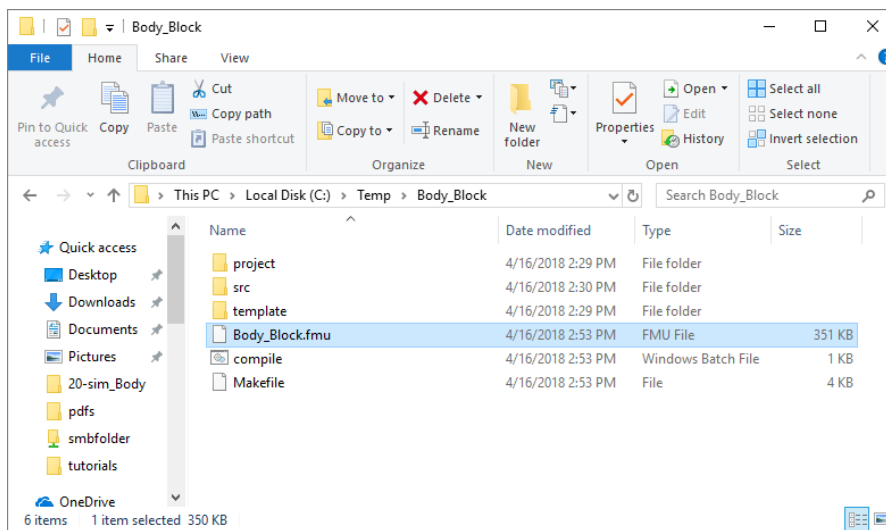 Body_Block
File Home Share View
Pin to Quick access
Copy
Paste
Cut
Copy path
Paste shortcut
Clipboard
Move to
Copy to
Delete
Rename
Organize
New folder
New
Properties
Open
Edit
History
Open
Select all
Select none
Invert selection
Select
This PC > Local Disk (C:) > Temp > Body_Block
Search Body_Block
Quick access
Desktop
Downloads
Documents
Pictures
20-sim_Body
pdfs
smbfolder
tutorials
OneDrive
Name Date modified Type Size
project 4/16/2018 2:29 PM File folder
src 4/16/2018 2:30 PM File folder
template 4/16/2018 2:29 PM File folder
Body_Block.fmu 4/16/2018 2:53 PM FMU File 351 KB
compile 4/16/2018 2:53 PM Windows Batch File 1 KB
Makefile 4/16/2018 2:53 PM File 4 KB
6 items 1 item selected 350 KB